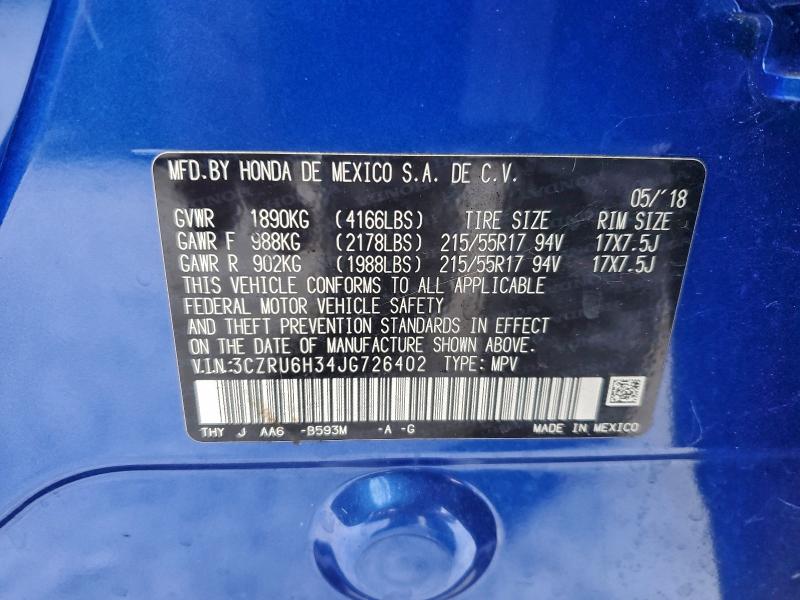 MFD.BY HONDA DE MEXICO S.A. DE C.V.
05/'18
GVWR 1890KG (4166LBS) TIRE SIZE RIM SIZE
GAWR F 988KG (2178LBS) 215/55R17 94V 17X7.5J
GAWR R 902KG (1988LBS) 215/55R17 94V 17X7.5J
THIS VEHICLE CONFORMS TO ALL APPLICABLE
FEDERAL MOTOR VEHICLE SAFETY
AND THEFT PREVENTION STANDARDS IN EFFECT
ON THE DATE OF MANUFACTURE SHOWN ABOVE.
V.I.N.:3CZRU6H34JG726402 TYPE: MPV
THY J AA6 -B593M -A -G MADE IN MEXICO